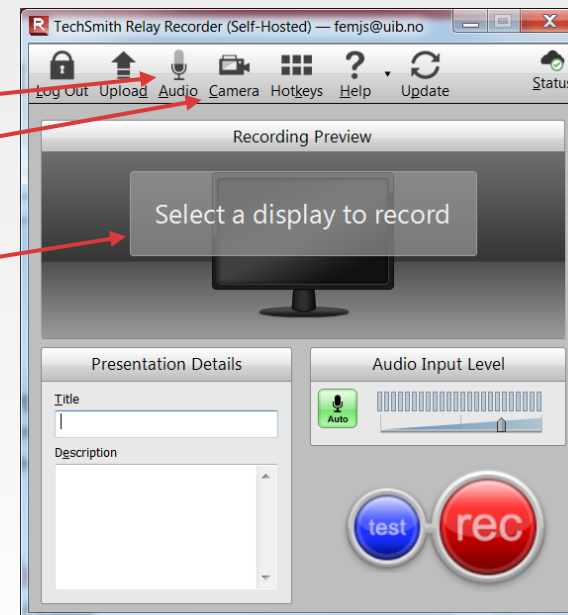 R TechSmith Relay Recorder (Self-Hosted) — femjs@uib.no
Log Out Upload Audio Camera Hotkeys Help Update Status
Recording Preview
Select a display to record
Presentation Details
Title
Description
Audio Input Level
Auto
test rec